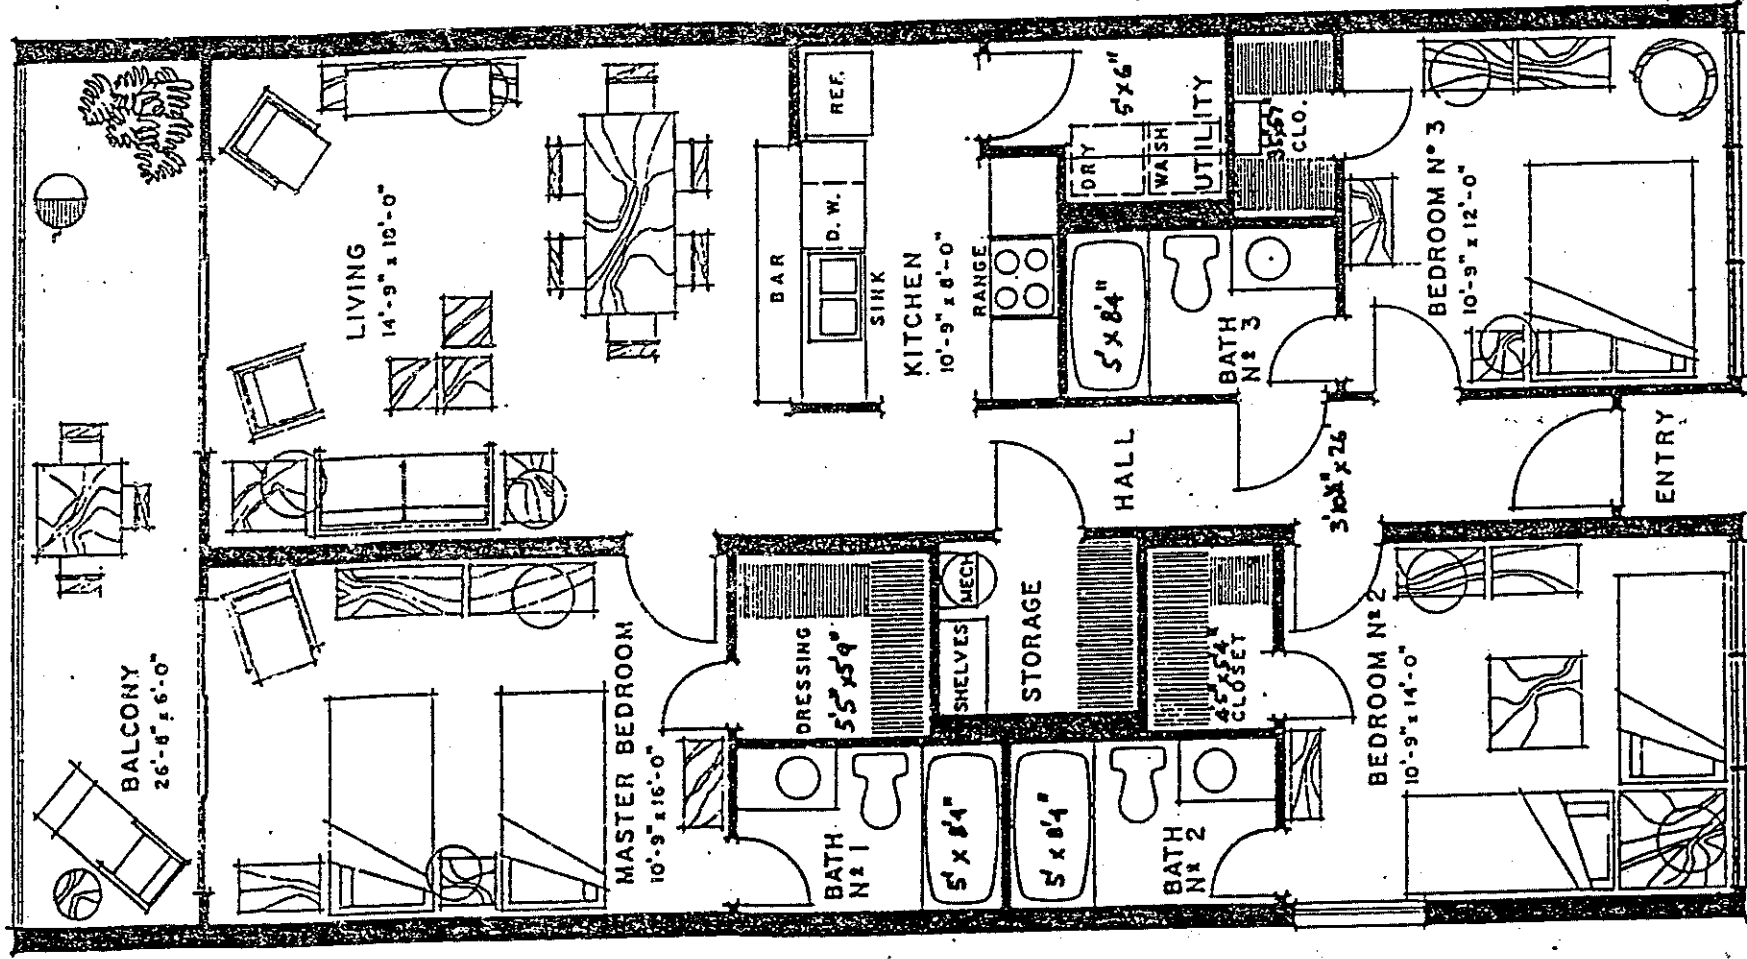 BALCONY
26'-8" x 6'-0"
LIVING
14'-9" x 18'-0"
MASTER BEDROOM
10'-9" x 16'-0"
BAR
REF.
D. W.
SINK
KITCHEN
10'-9" x 8'-0"
RANGE
5' x 6"
DRY
WASH
UTILITY
CLO.
BEDROOM Nº 3
10'-9" x 12'-0"
5' x 8'4"
BATH
Nº 3
HALL
ENTRY
DRESSING
5'5" x 5'9"
MECH
SHELVES
STORAGE
CLOSET
BEDROOM Nº 2
10'-9" x 14'-0"
BATH
Nº 1
5' x 8'4"
5' x 8'4"
BATH
Nº 2